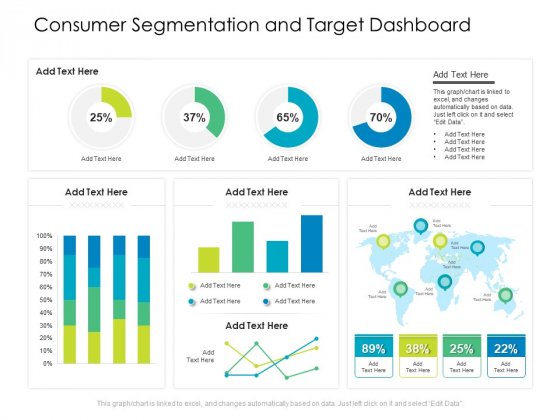 Consumer Segmentation and Target Dashboard
Add Text Here
25%
37%
65%
70%
Add Text Here
Add Text Here
Add Text Here
Add Text Here
Add Text Here
This graph/chart is linked to
excel, and changes
automatically based on data.
Just left click on it and select
"Edit Data".
• Add Text Here
• Add Text Here
• Add Text Here
• Add Text Here
Add Text Here
100%
90%
80%
70%
60%
50%
40%
30%
20%
10%
0%
Add Text Here
Add Text Here
Add Text Here
Add Text Here
Add Text Here
Add Text Here
Add
Text Here
Add Text Here
Add
Text Here
Add
Text Here
Add
Text Here
Add
Text Here
Add
Text Here
Add
Text Here
Add
Text Here
89%
Add
Text Here
38%
Add
Text Here
25%
Add
Text Here
22%
Add
Text Here
This graph/chart is linked to excel, and changes automatically based on data. Just left click on it and select "Edit Data".